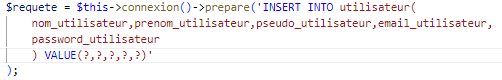 $requete = $this->connexion()->prepare('INSERT INTO utilisateur(
nom_utilisateur,prenom_utilisateur,pseudo_utilisateur,email_utilisateur,
password_utilisateur
) VALUE(?,?,?,?,?)'
);